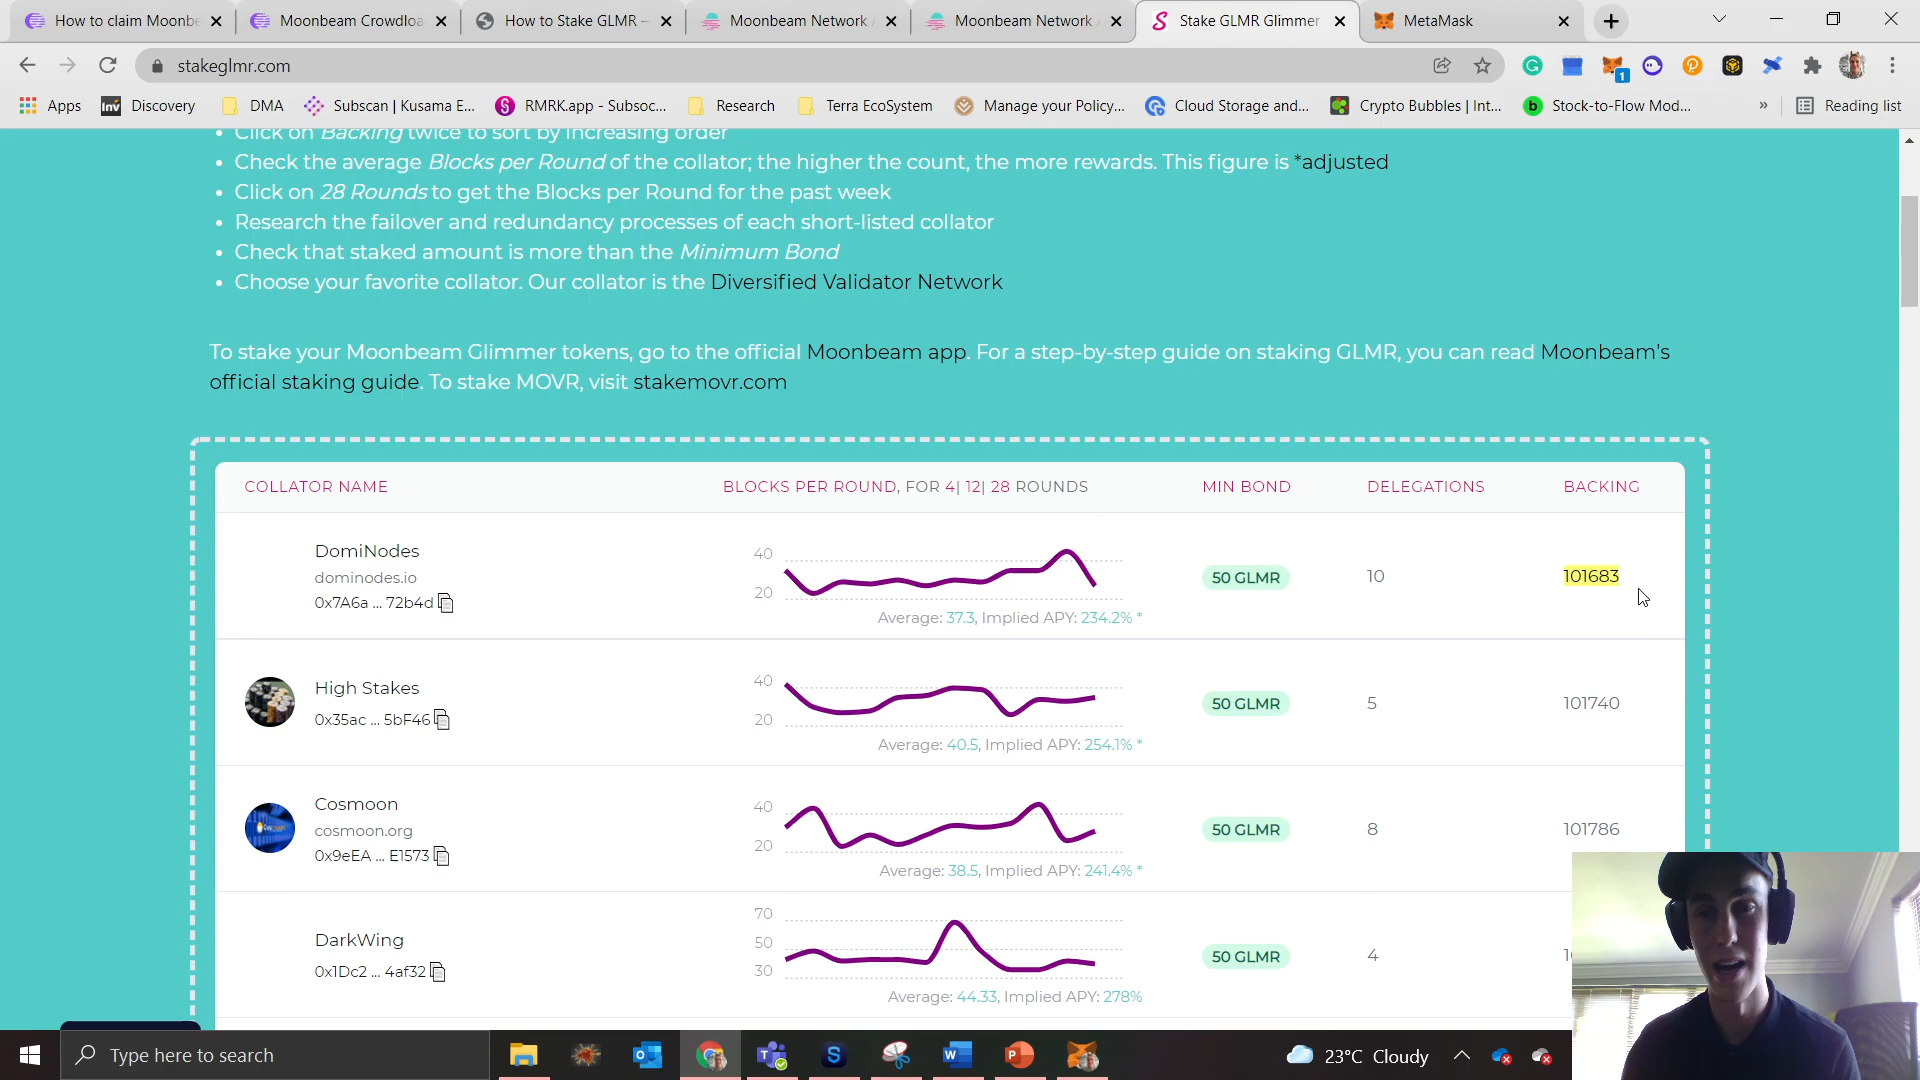 How to claim Moonbe
Moonbeam Crowdloa
How to Stake GLMR –
Moonbeam Network A
Moonbeam Network A
Stake GLMR Glimmer
MetaMask
stakeglmr.com
1
Apps
Discovery
DMA
Subscan | Kusama E...
RMRK.app - Subsoc...
Research
Terra EcoSystem
Manage your Policy...
Cloud Storage and...
Crypto Bubbles | Int...
Stock-to-Flow Mod...
»
Reading list
Click on Backing twice to sort by increasing order
Check the average Blocks per Round of the collator; the higher the count, the more rewards. This figure is *adjusted
Click on 28 Rounds to get the Blocks per Round for the past week
Research the failover and redundancy processes of each short-listed collator
Check that staked amount is more than the Minimum Bond
Choose your favorite collator. Our collator is the Diversified Validator Network
To stake your Moonbeam Glimmer tokens, go to the official Moonbeam app. For a step-by-step guide on staking GLMR, you can read Moonbeam's
official staking guide. To stake MOVR, visit stakemovr.com
COLLATOR NAME
BLOCKS PER ROUND, FOR 4| 12| 28 ROUNDS
MIN BOND
DELEGATIONS
BACKING
DomiNodes
dominodes.io
0x7A6a ... 72b4d
40
20
Average: 37.3, Implied APY: 234.2% *
50 GLMR
10
101683
High Stakes
0x35ac ... 5bF46
40
20
Average: 40.5, Implied APY: 254.1% *
50 GLMR
5
101740
Cosmoon
cosmoon.org
0x9eEA ... E1573
40
20
Average: 38.5, Implied APY: 241.4% *
50 GLMR
8
101786
DarkWing
0x1Dc2 ... 4af32
70
50
30
Average: 44.33, Implied APY: 278%
50 GLMR
4
Type here to search
23°C Cloudy